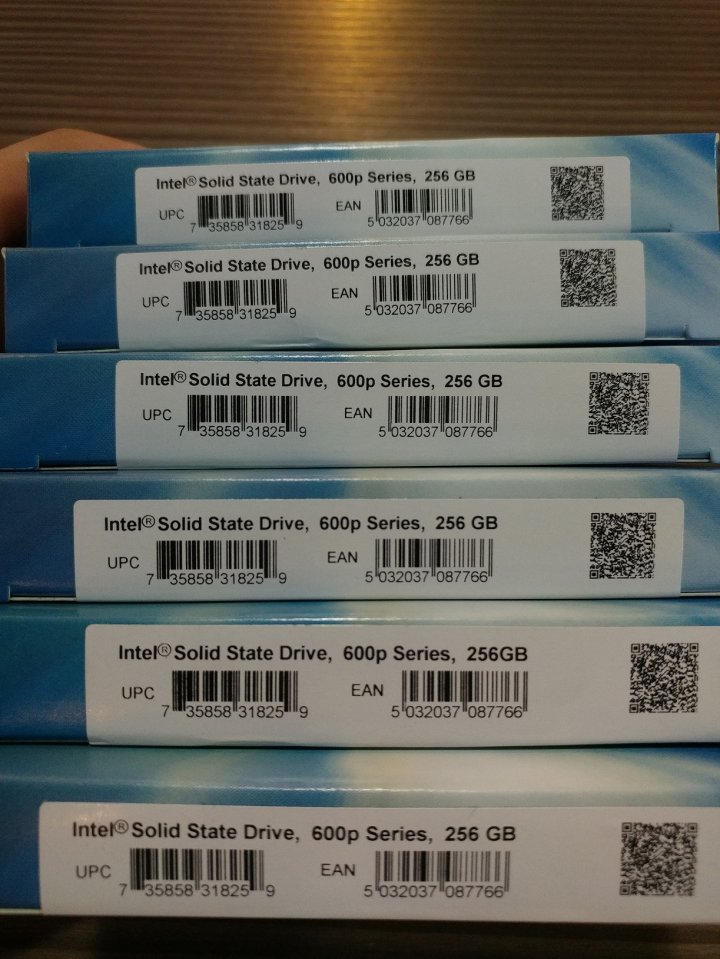 Intel® Solid State Drive, 600p Series, 256 GB
UPC 7 35858 31825 9 EAN 5 032037 087766
Intel® Solid State Drive, 600p Series, 256 GB
UPC 7 35858 31825 9 EAN 5 032037 087766
Intel® Solid State Drive, 600p Series, 256 GB
UPC 7 35858 31825 9 EAN 5 032037 087766
Intel® Solid State Drive, 600p Series, 256 GB
UPC 7 35858 31825 9 EAN 5 032037 087766
Intel® Solid State Drive, 600p Series, 256GB
UPC 7 35858 31825 9 EAN 5 032037 087766
Intel® Solid State Drive, 600p Series, 256 GB
UPC 7 35858 31825 9 EAN 5 032037 087766